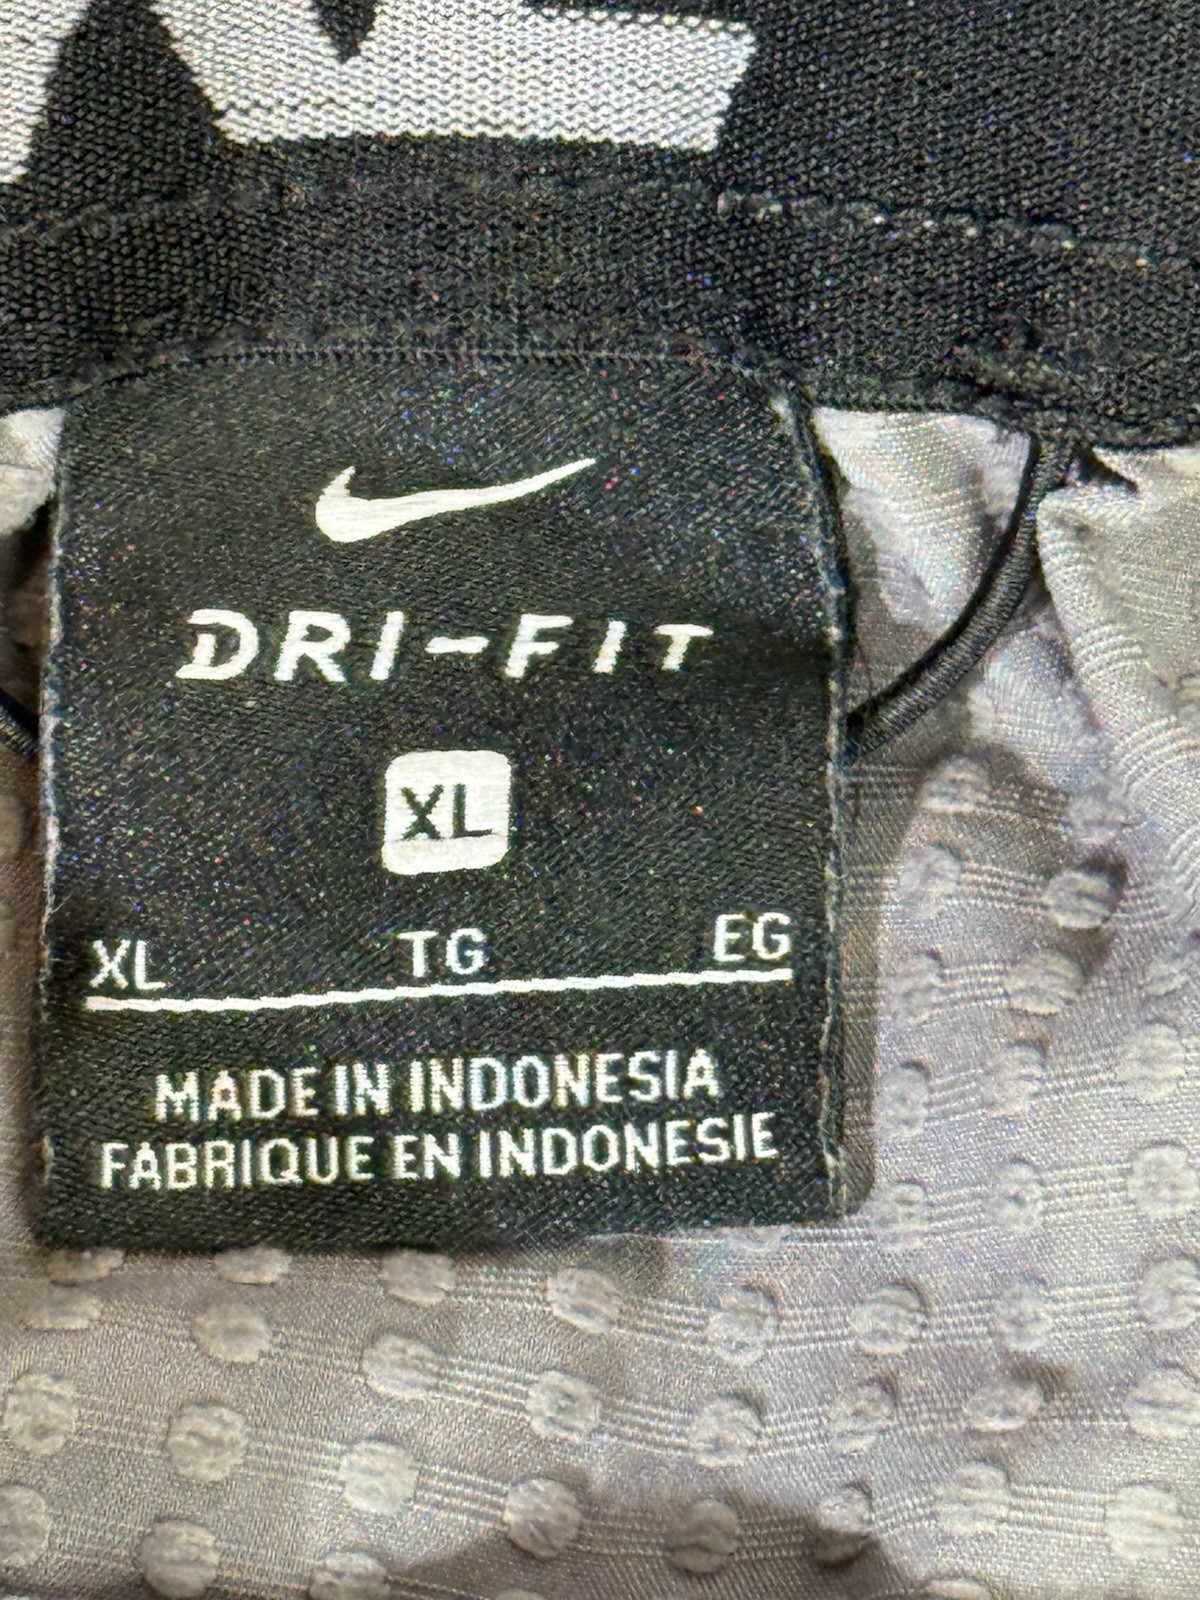 DRI-FIT
XL
XL TG EG
MADE IN INDONESIA
FABRIQUE EN INDONESIE